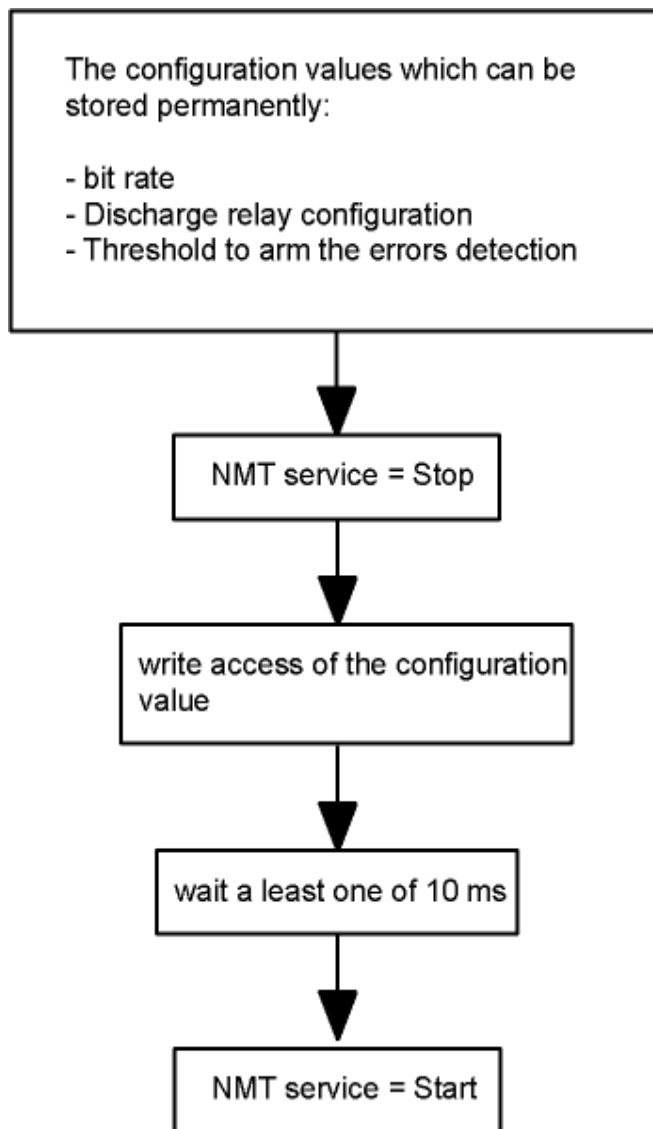 The configuration values which can be
stored permanently:
- bit rate
- Discharge relay configuration
- Threshold to arm the errors detection
NMT service = Stop
write access of the configuration
value
wait a least one of 10 ms
NMT service = Start